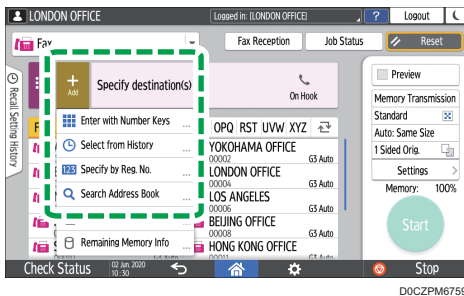 LONDON OFFICE
Logged in: [LONDON OFFICE]
?
Logout
Fax
Fax Reception
Job Status
Reset
Recall Setting History
Add
Specify destination(s)
On Hook
Preview
Memory Transmission
Standard
Auto: Same Size
1 Sided Orig.
Settings
Memory: 100%
Start
F
OPQ RST UVW XYZ
Enter with Number Keys ...
Select from History ...
123 Specify by Reg. No. ...
Search Address Book ...
Remaining Memory Info ...
YOKOHAMA OFFICE
00002 G3 Auto
LONDON OFFICE
00004 G3 Auto
LOS ANGELES
00006 G3 Auto
BEIJING OFFICE
00008 G3 Auto
HONG KONG OFFICE
Check Status
02 Jun. 2020
10:30
Stop
D0CZPM6759